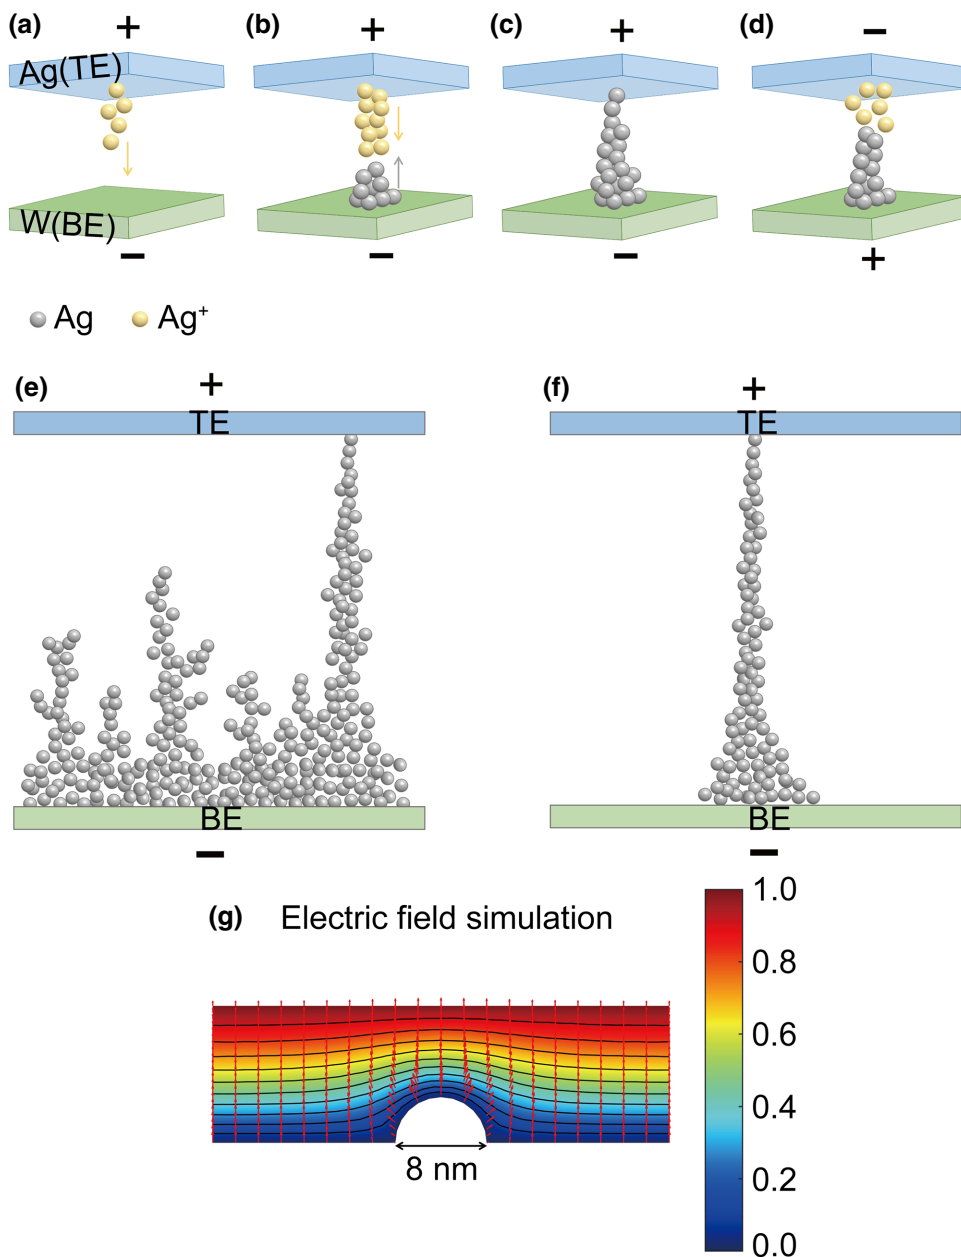 (a) + (b) + (c) + (d) −
Ag(TE)
W(BE)
− − − +
Ag Ag⁺
(e) + (f) +
TE TE
BE BE
− −
(g) Electric field simulation
1.0
0.8
0.6
0.4
0.2
0.0
8 nm